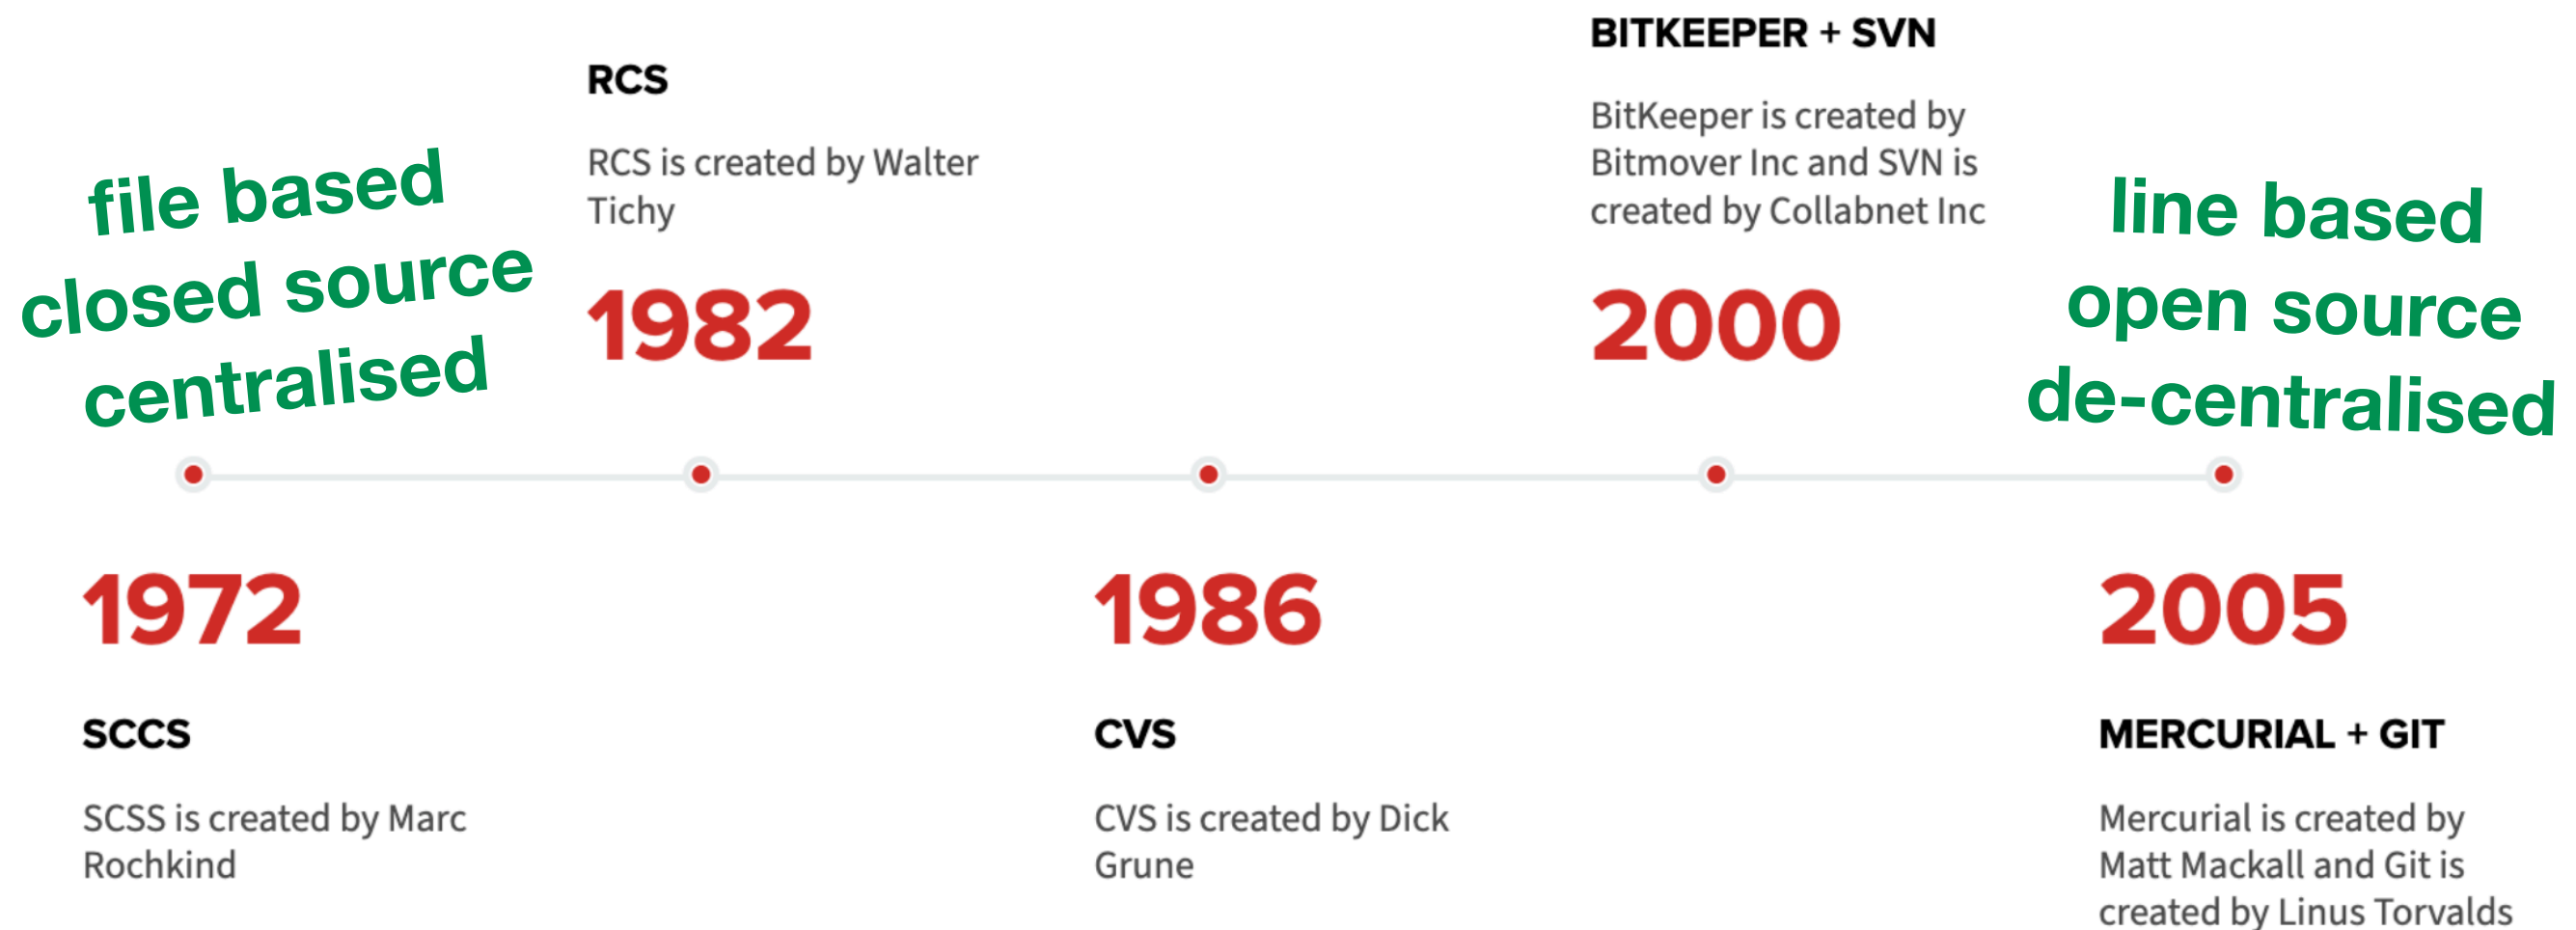 file based
closed source
centralised
1972
SCCS
SCSS is created by Marc
Rochkind
RCS
RCS is created by Walter
Tichy
1982
1986
CVS
CVS is created by Dick
Grune
BITKEEPER + SVN
BitKeeper is created by
Bitmover Inc and SVN is
created by Collabnet Inc
2000
line based
open source
de-centralised
2005
MERCURIAL + GIT
Mercurial is created by
Matt Mackall and Git is
created by Linus Torvalds